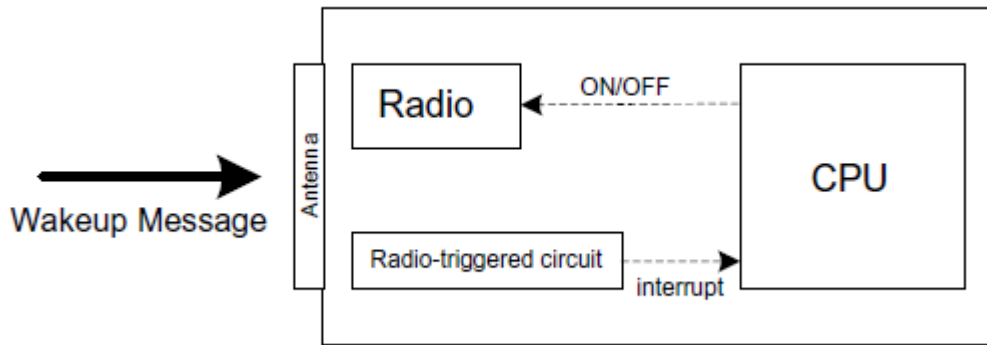 Radio
ON/OFF
CPU
Antenna
Wakeup Message
Radio-triggered circuit
interrupt